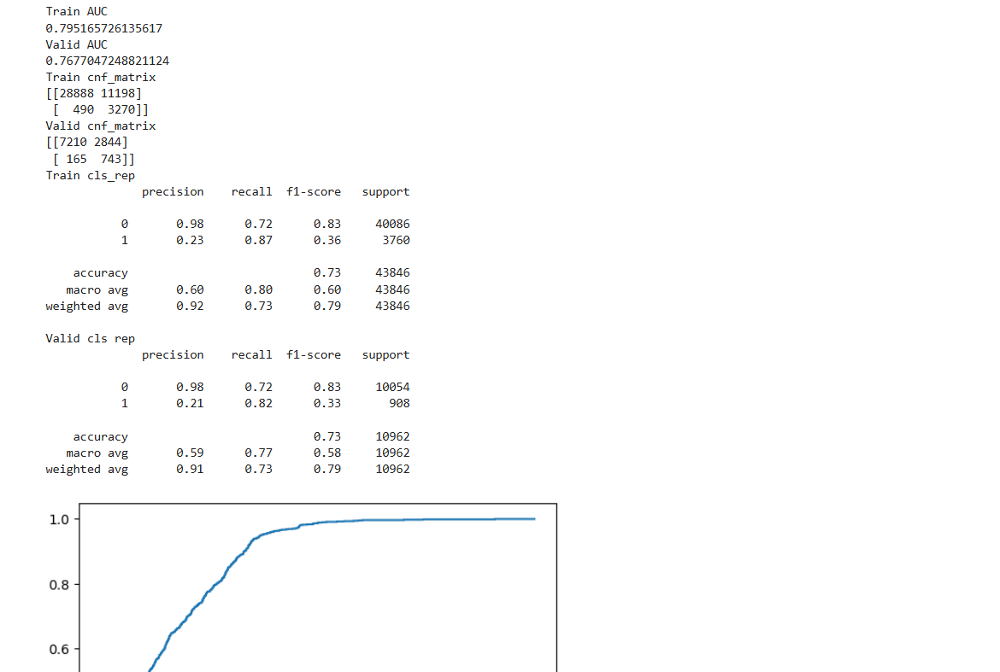 Train AUC
0.795165726135617
Valid AUC
0.7677047248821124
Train cnf_matrix
[[28888 11198]
 [  490  3270]]
Valid cnf_matrix
[[7210 2844]
 [ 165  743]]
Train cls_rep
              precision    recall  f1-score   support

           0       0.98      0.72      0.83     40086
           1       0.23      0.87      0.36      3760

    accuracy                           0.73     43846
   macro avg       0.60      0.80      0.60     43846
weighted avg       0.92      0.73      0.79     43846

Valid cls rep
              precision    recall  f1-score   support

           0       0.98      0.72      0.83     10054
           1       0.21      0.82      0.33       908

    accuracy                           0.73     10962
   macro avg       0.59      0.77      0.58     10962
weighted avg       0.91      0.73      0.79     10962

1.0
0.8
0.6